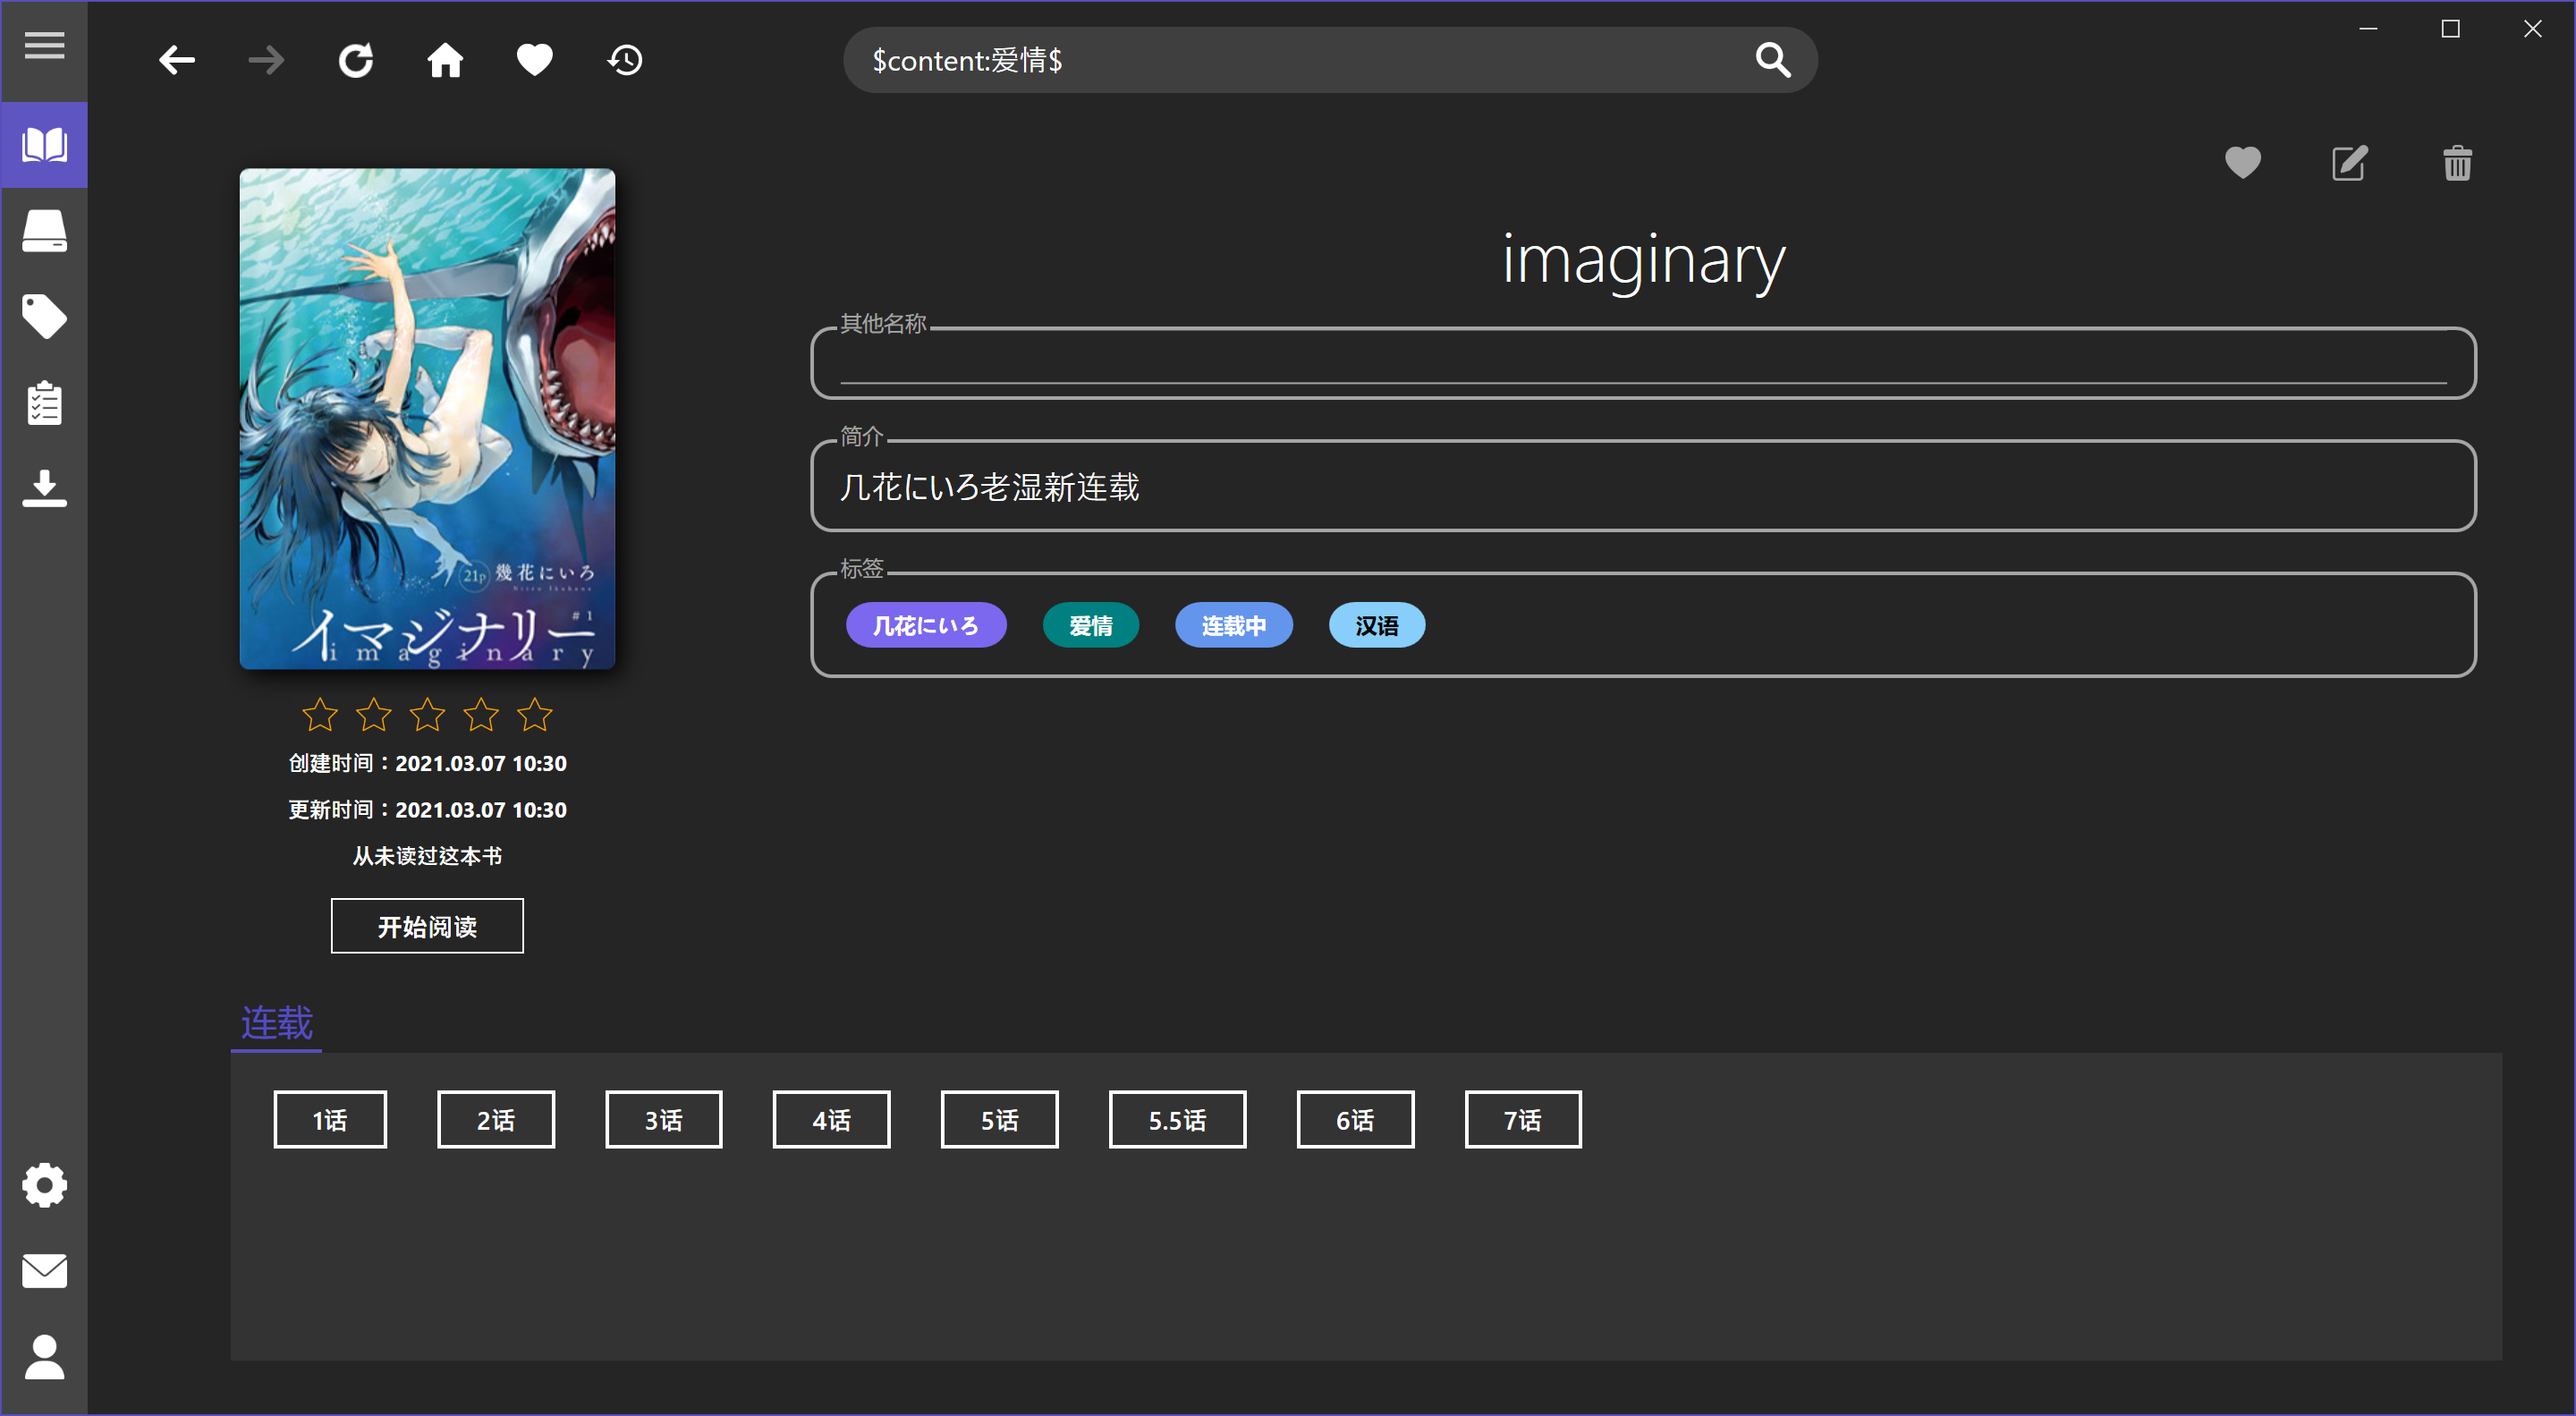 $content:爱情$
imaginary
其他名称
简介
几花にいろ老湿新连载
标签
几花にいろ
爱情
连载中
汉语
21p 幾花にいろ
#1
イマジナリー
imaginary
创建时间：2021.03.07 10:30
更新时间：2021.03.07 10:30
从未读过这本书
开始阅读
连载
1话
2话
3话
4话
5话
5.5话
6话
7话